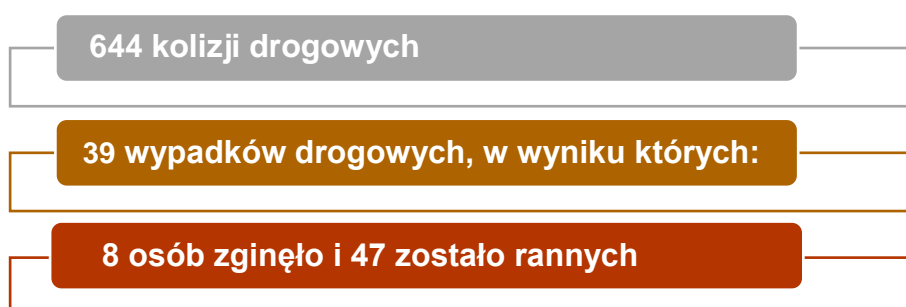 644 kolizji drogowych
39 wypadków drogowych, w wyniku których:
8 osób zginęło i 47 zostało rannych